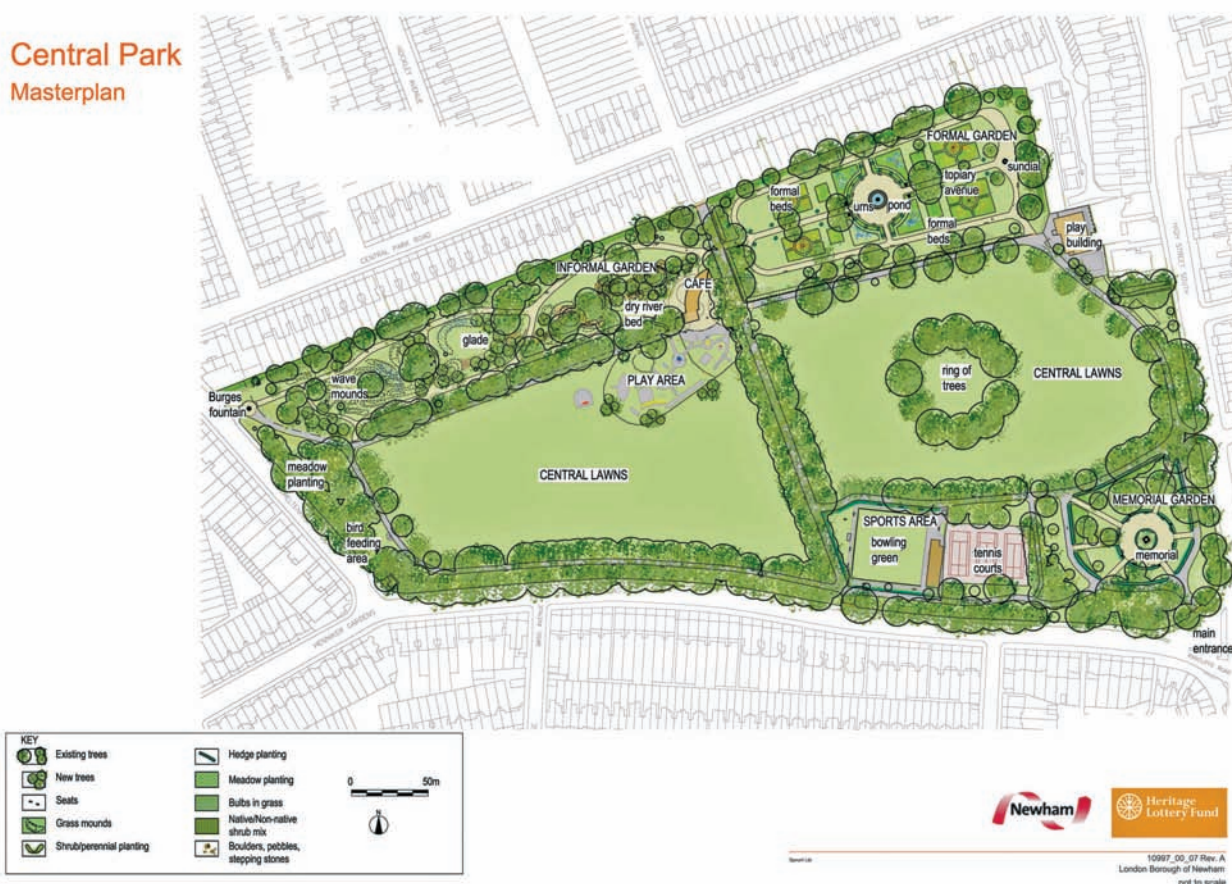 Central Park
Masterplan
PARK ROAD
HENNIKER GARDENS
FORMAL GARDEN
sundial
topiary
avenue
formal
beds
urns
pond
formal
beds
play
building
INFORMAL GARDEN
CAFE
dry river
bed
glade
PLAY AREA
wave
mounds
Burges
fountain
ring of
trees
CENTRAL LAWNS
meadow
planting
CENTRAL LAWNS
bird
feeding
area
SPORTS AREA
bowling
green
tennis
courts
MEMORIAL GARDEN
memorial
main
entrance
KEY
Existing trees
New trees
Seats
Grass mounds
Shrub/perennial planting
Hedge planting
Meadow planting
Bulbs in grass
Native/Non-native
shrub mix
Boulders, pebbles,
stepping stones
0 50m
N
Newham
Heritage
Lottery Fund
10997_00_07 Rev. A
London Borough of Newham
not to scale